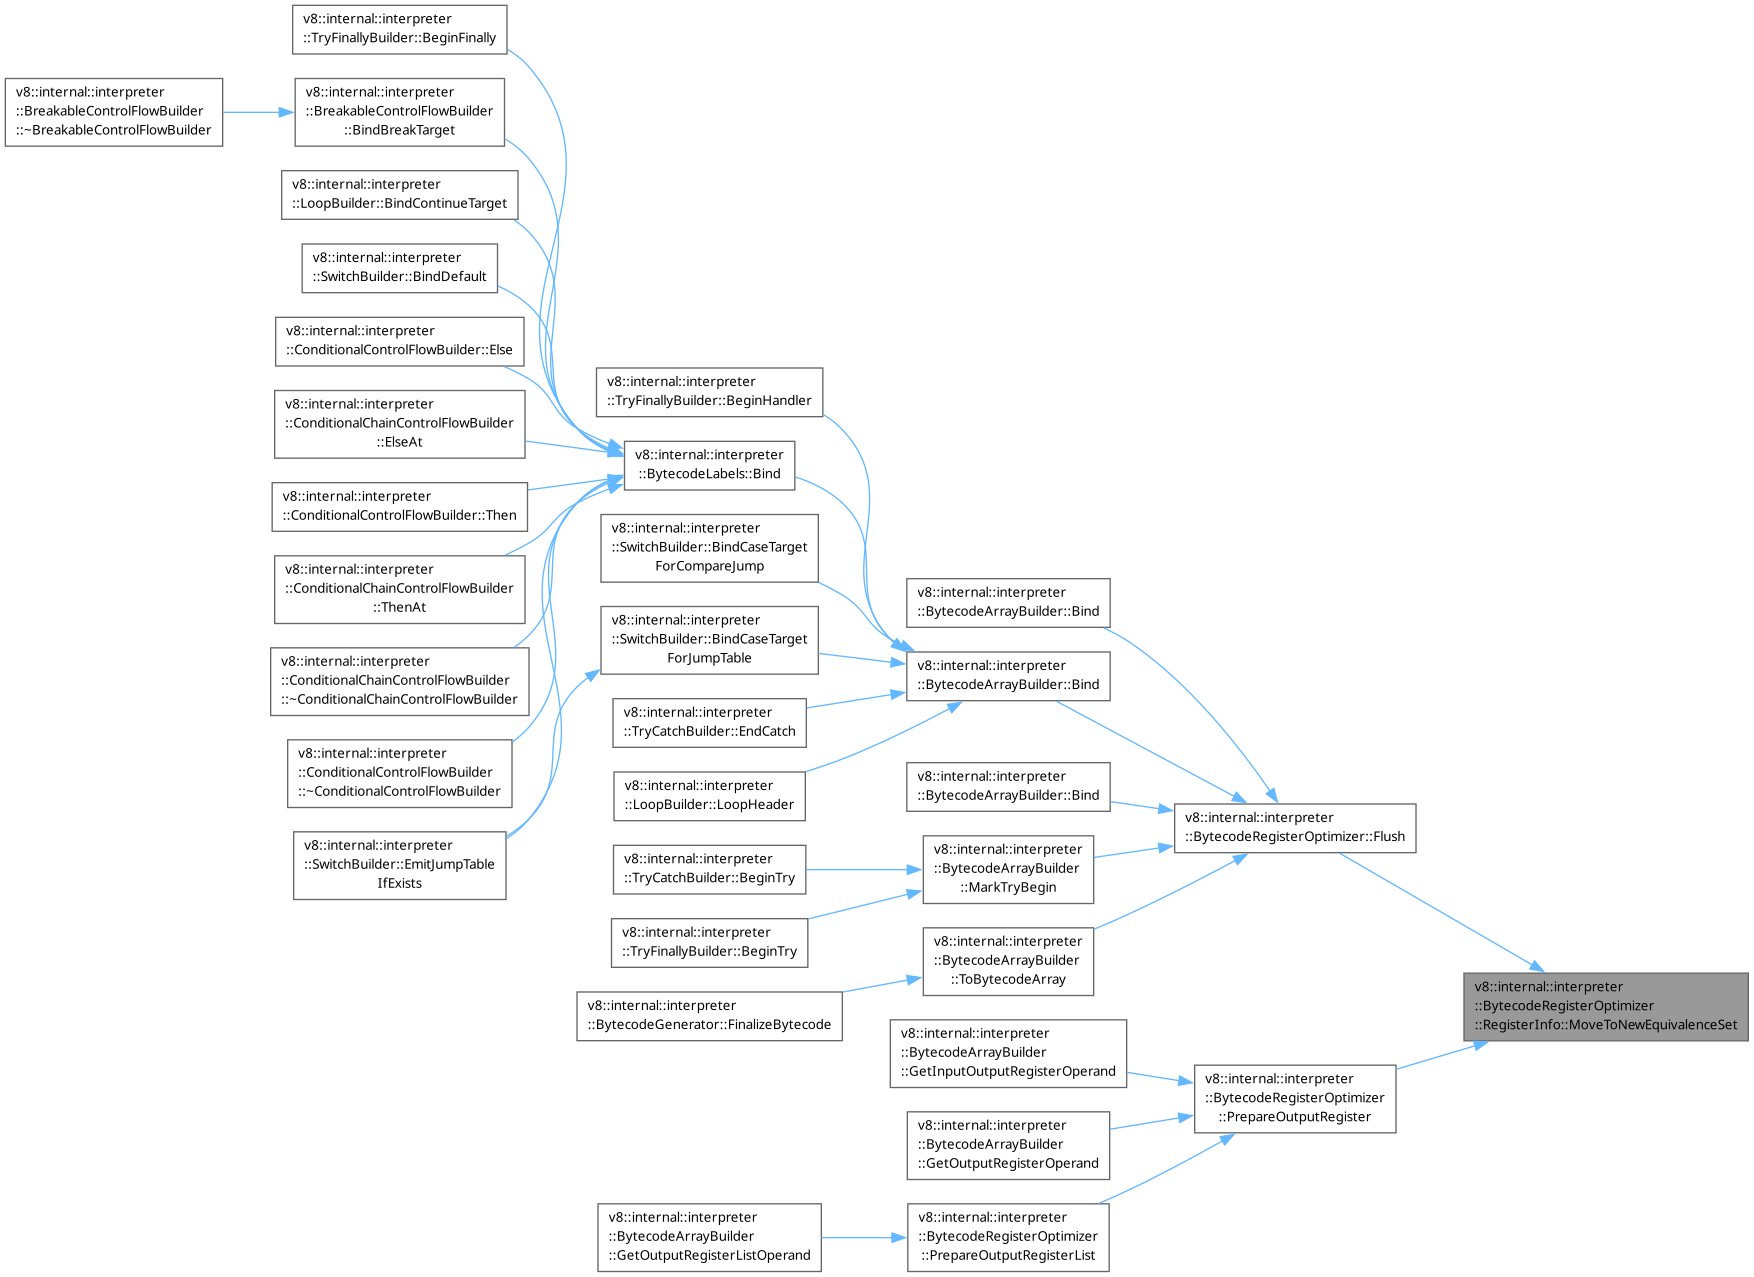 v8::internal::interpreter
::TryFinallyBuilder::BeginFinally
v8::internal::interpreter
::BreakableControlFlowBuilder
::~BreakableControlFlowBuilder
v8::internal::interpreter
::BreakableControlFlowBuilder
::BindBreakTarget
v8::internal::interpreter
::LoopBuilder::BindContinueTarget
v8::internal::interpreter
::SwitchBuilder::BindDefault
v8::internal::interpreter
::ConditionalControlFlowBuilder::Else
v8::internal::interpreter
::ConditionalChainControlFlowBuilder
::ElseAt
v8::internal::interpreter
::ConditionalControlFlowBuilder::Then
v8::internal::interpreter
::ConditionalChainControlFlowBuilder
::ThenAt
v8::internal::interpreter
::ConditionalChainControlFlowBuilder
::~ConditionalChainControlFlowBuilder
v8::internal::interpreter
::ConditionalControlFlowBuilder
::~ConditionalControlFlowBuilder
v8::internal::interpreter
::SwitchBuilder::EmitJumpTable
IfExists
v8::internal::interpreter
::TryFinallyBuilder::BeginHandler
v8::internal::interpreter
::BytecodeLabels::Bind
v8::internal::interpreter
::SwitchBuilder::BindCaseTarget
ForCompareJump
v8::internal::interpreter
::SwitchBuilder::BindCaseTarget
ForJumpTable
v8::internal::interpreter
::TryCatchBuilder::EndCatch
v8::internal::interpreter
::LoopBuilder::LoopHeader
v8::internal::interpreter
::TryCatchBuilder::BeginTry
v8::internal::interpreter
::TryFinallyBuilder::BeginTry
v8::internal::interpreter
::BytecodeGenerator::FinalizeBytecode
v8::internal::interpreter
::BytecodeArrayBuilder
::GetOutputRegisterListOperand
v8::internal::interpreter
::BytecodeArrayBuilder::Bind
v8::internal::interpreter
::BytecodeArrayBuilder::Bind
v8::internal::interpreter
::BytecodeArrayBuilder::Bind
v8::internal::interpreter
::BytecodeArrayBuilder
::MarkTryBegin
v8::internal::interpreter
::BytecodeArrayBuilder
::ToBytecodeArray
v8::internal::interpreter
::BytecodeArrayBuilder
::GetInputOutputRegisterOperand
v8::internal::interpreter
::BytecodeArrayBuilder
::GetOutputRegisterOperand
v8::internal::interpreter
::BytecodeRegisterOptimizer
::PrepareOutputRegisterList
v8::internal::interpreter
::BytecodeRegisterOptimizer::Flush
v8::internal::interpreter
::BytecodeRegisterOptimizer
::PrepareOutputRegister
v8::internal::interpreter
::BytecodeRegisterOptimizer
::RegisterInfo::MoveToNewEquivalenceSet